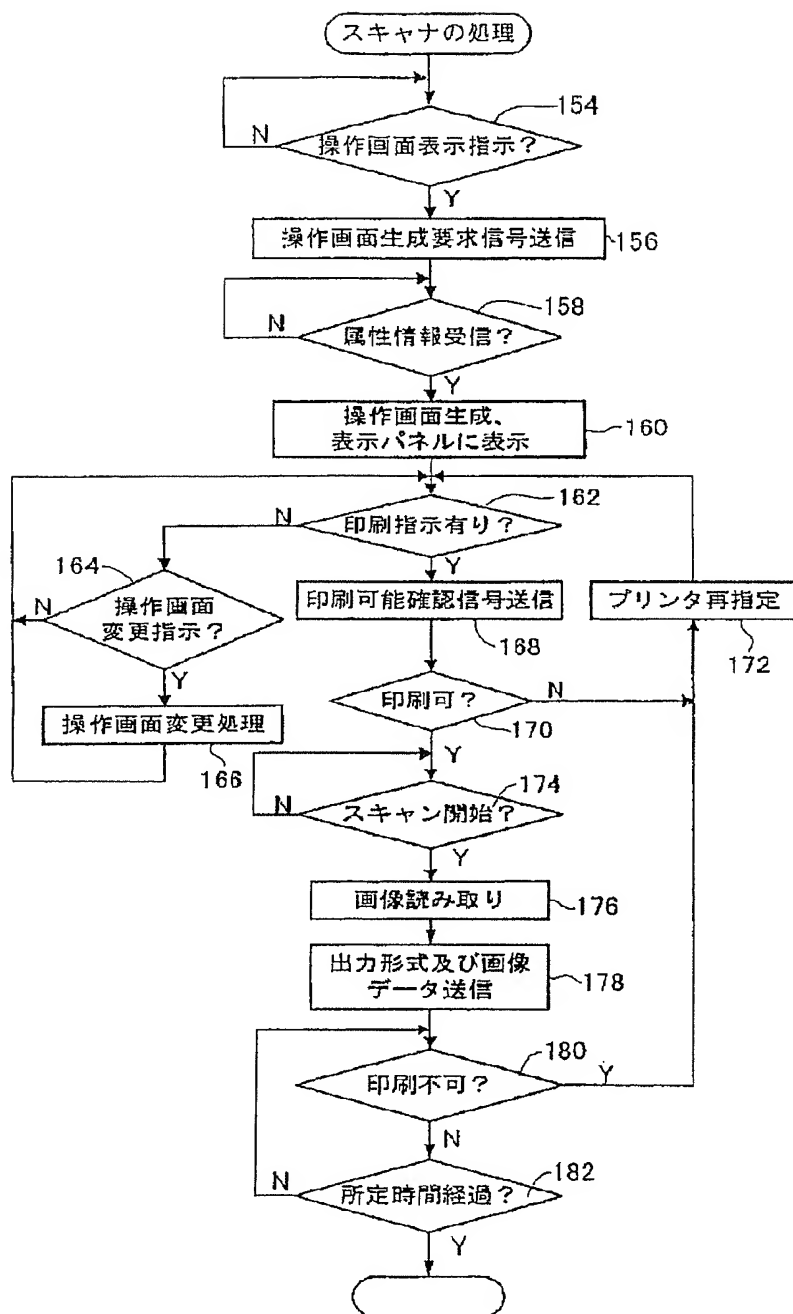 スキャナの処理
154
N
操作画面表示指示？
Y
操作画面生成要求信号送信
156
158
N
属性情報受信？
Y
操作画面生成、
表示パネルに表示
160
162
N
印刷指示有り？
Y
164
N
操作画面
変更指示？
Y
操作画面変更処理
166
印刷可能確認信号送信
168
プリンタ再指定
172
印刷可？
N
170
Y
174
N
スキャン開始？
Y
画像読み取り
176
出力形式及び画像
データ送信
178
180
印刷不可？
Y
N
182
N
所定時間経過？
Y